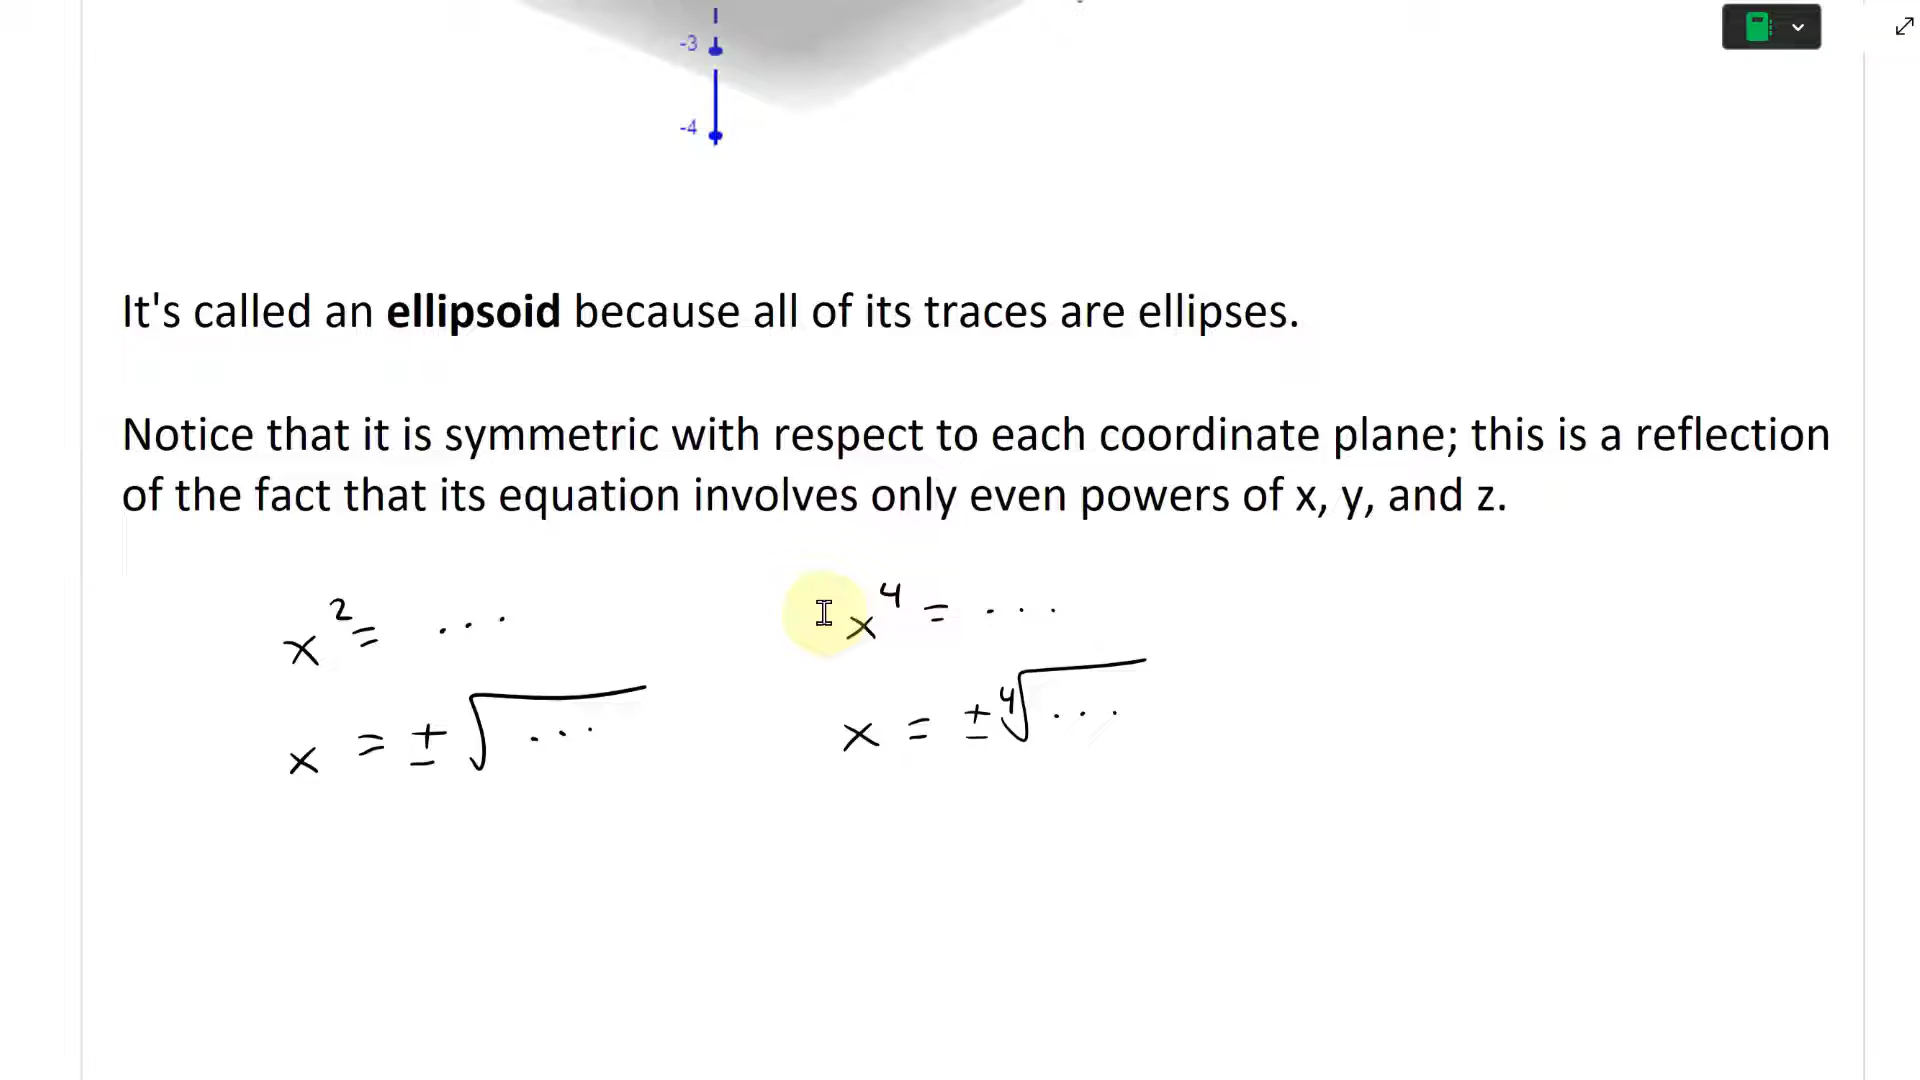 -3
-4
It's called an ellipsoid because all of its traces are ellipses.
Notice that it is symmetric with respect to each coordinate plane; this is a reflection
of the fact that its equation involves only even powers of x, y, and z.
x² = ...
x⁴ = ...
x = ±√...
x = ±⁴√...